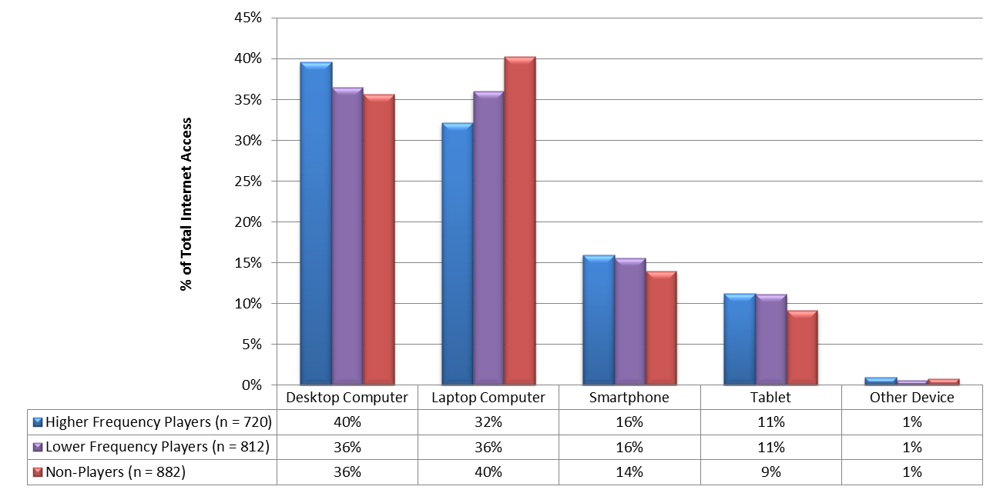 % of Total Internet Access
45%
40%
35%
30%
25%
20%
15%
10%
5%
0%
Desktop Computer Laptop Computer Smartphone Tablet Other Device
Higher Frequency Players (n = 720) 40% 32% 16% 11% 1%
Lower Frequency Players (n = 812) 36% 36% 16% 11% 1%
Non-Players (n = 882) 36% 40% 14% 9% 1%